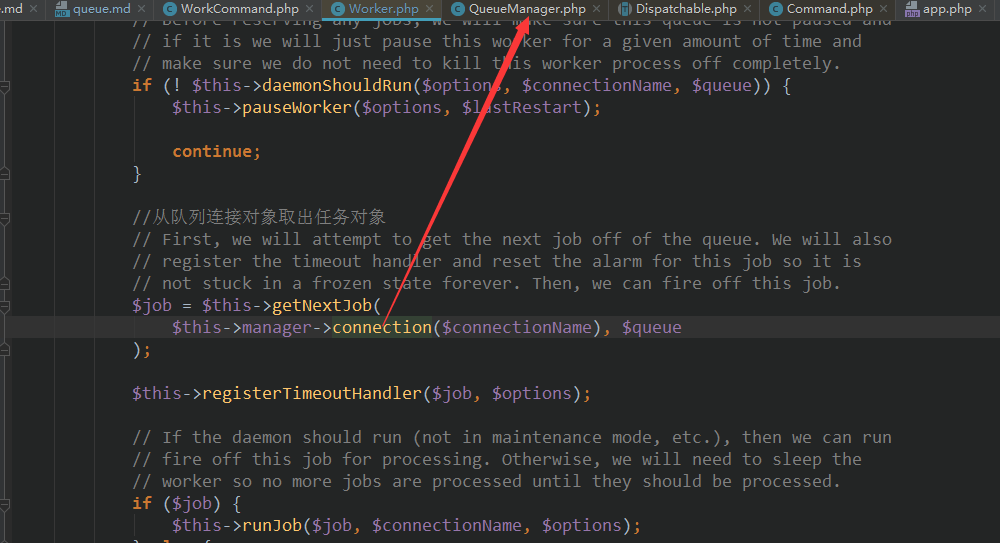 e.md queue.md WorkCommand.php Worker.php QueueManager.php Dispatchable.php Command.php app.php
// Before reserving any jobs, we will make sure this queue is not paused and
// if it is we will just pause this worker for a given amount of time and
// make sure we do not need to kill this worker process off completely.
if (! $this->daemonShouldRun($options, $connectionName, $queue)) {
$this->pauseWorker($options, $lastRestart);
continue;
}
//从队列连接对象取出任务对象
// First, we will attempt to get the next job off of the queue. We will also
// register the timeout handler and reset the alarm for this job so it is
// not stuck in a frozen state forever. Then, we can fire off this job.
$job = $this->getNextJob(
$this->manager->connection($connectionName), $queue
);
$this->registerTimeoutHandler($job, $options);
// If the daemon should run (not in maintenance mode, etc.), then we can run
// fire off this job for processing. Otherwise, we will need to sleep the
// worker so no more jobs are processed until they should be processed.
if ($job) {
$this->runJob($job, $connectionName, $options);
} else {